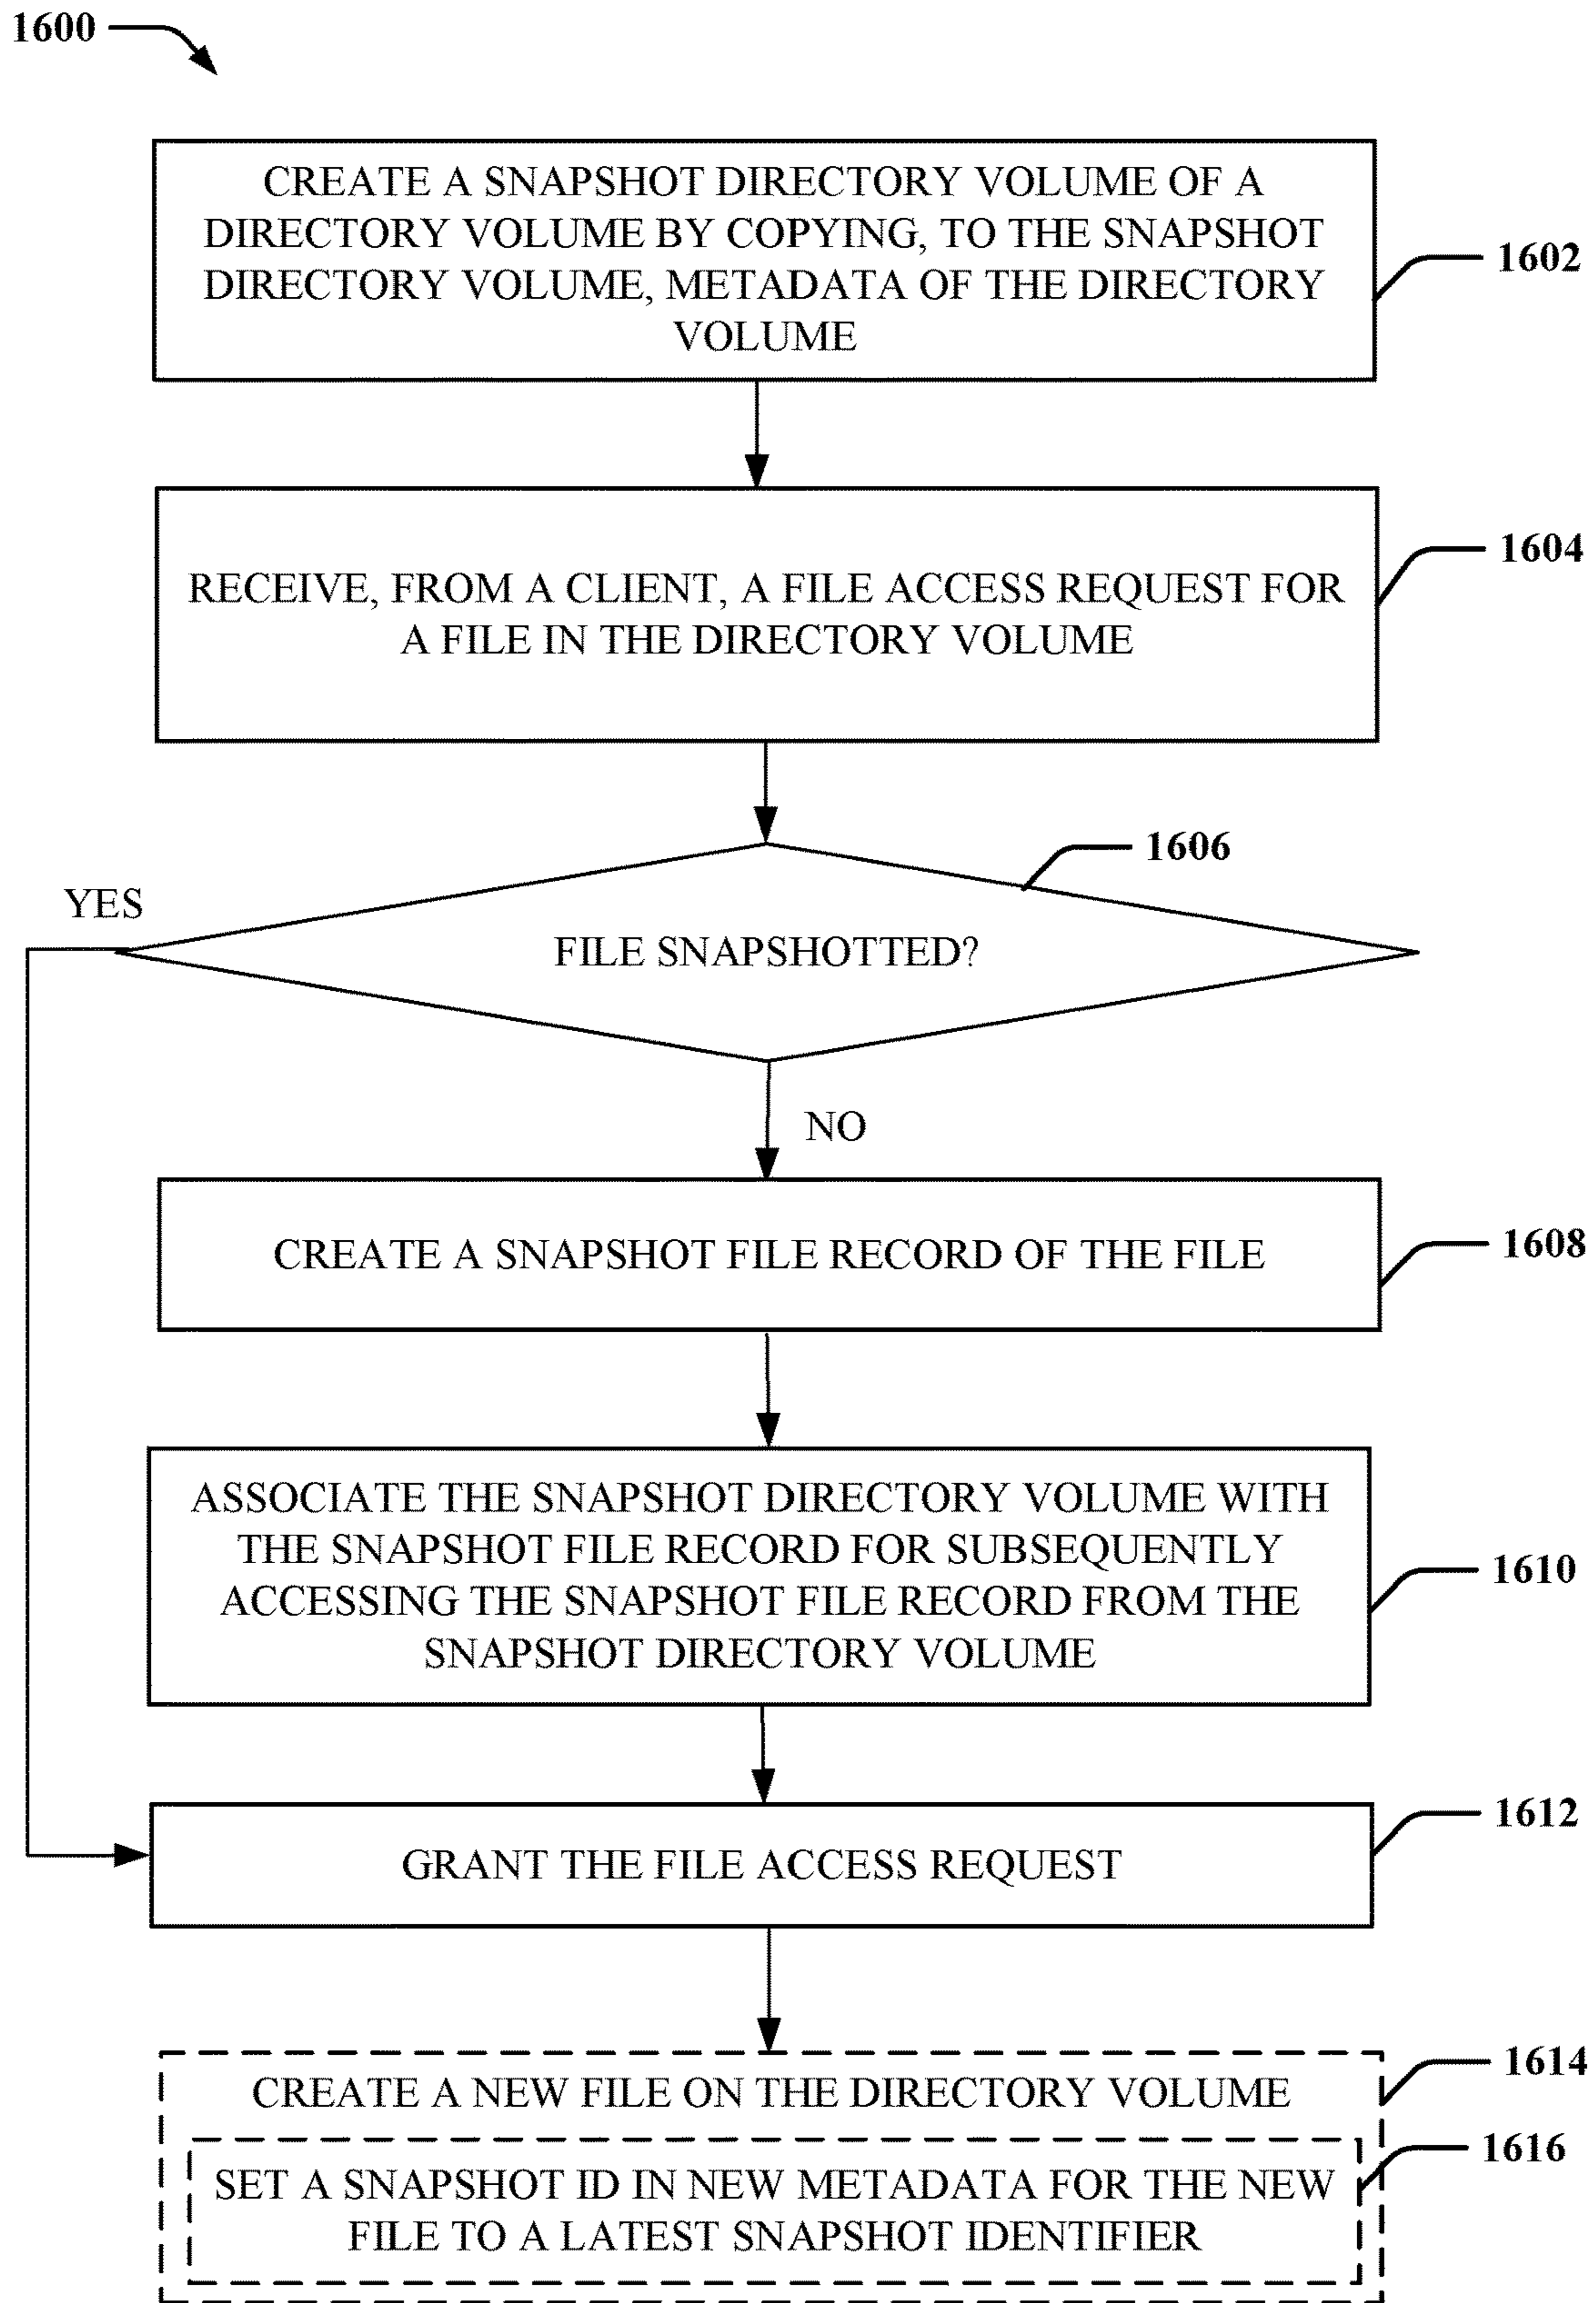 1600
CREATE A SNAPSHOT DIRECTORY VOLUME OF A
DIRECTORY VOLUME BY COPYING, TO THE SNAPSHOT
DIRECTORY VOLUME, METADATA OF THE DIRECTORY
VOLUME
1602
RECEIVE, FROM A CLIENT, A FILE ACCESS REQUEST FOR
A FILE IN THE DIRECTORY VOLUME
1604
FILE SNAPSHOTTED?
1606
YES
NO
CREATE A SNAPSHOT FILE RECORD OF THE FILE
1608
ASSOCIATE THE SNAPSHOT DIRECTORY VOLUME WITH
THE SNAPSHOT FILE RECORD FOR SUBSEQUENTLY
ACCESSING THE SNAPSHOT FILE RECORD FROM THE
SNAPSHOT DIRECTORY VOLUME
1610
GRANT THE FILE ACCESS REQUEST
1612
CREATE A NEW FILE ON THE DIRECTORY VOLUME
1614
SET A SNAPSHOT ID IN NEW METADATA FOR THE NEW
FILE TO A LATEST SNAPSHOT IDENTIFIER
1616